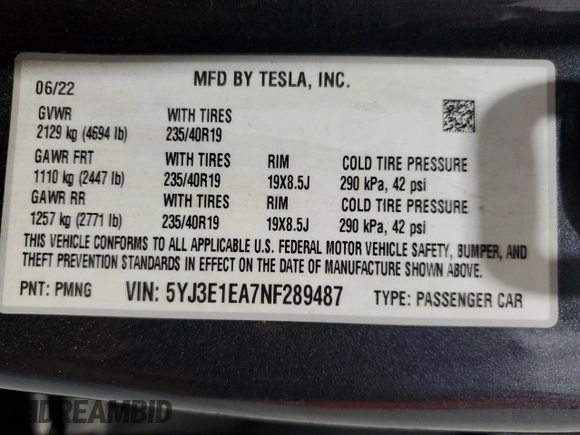 MFD BY TESLA, INC.
06/22
GVWR WITH TIRES
2129 kg (4694 lb) 235/40R19
GAWR FRT WITH TIRES RIM COLD TIRE PRESSURE
1110 kg (2447 lb) 235/40R19 19X8.5J 290 kPa, 42 psi
GAWR RR WITH TIRES RIM COLD TIRE PRESSURE
1257 kg (2771 lb) 235/40R19 19X8.5J 290 kPa, 42 psi
THIS VEHICLE CONFORMS TO ALL APPLICABLE U.S. FEDERAL MOTOR VEHICLE SAFETY, BUMPER, AND
THEFT PREVENTION STANDARDS IN EFFECT ON THE DATE OF MANUFACTURE SHOWN ABOVE.
PNT: PMNG VIN: 5YJ3E1EA7NF289487 TYPE: PASSENGER CAR